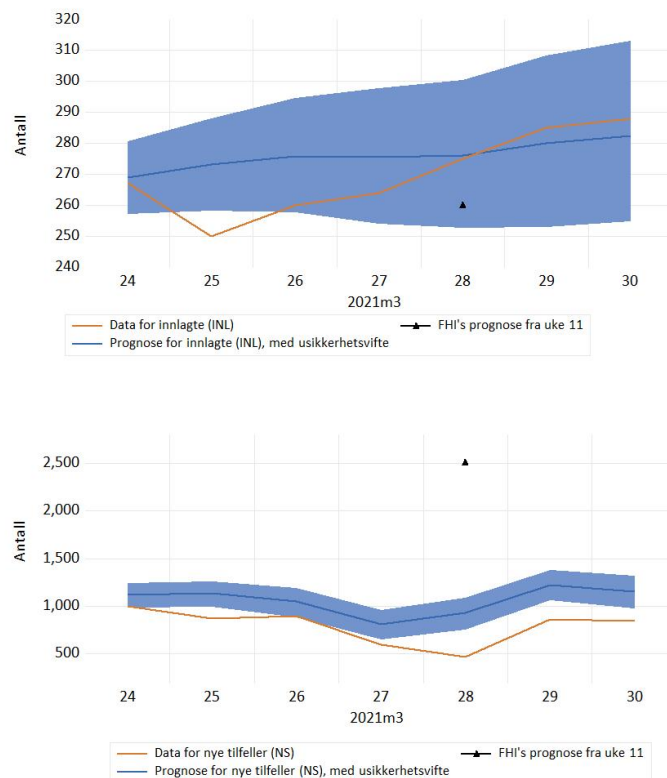 320
310
300
290
280
270
260
250
240
Antall
24 25 26 27 28 29 30
2021m3
Data for innlagte (INL)
FHI's prognose fra uke 11
Prognose for innlagte (INL), med usikkerhetsvifte
2,500
2,000
1,500
1,000
500
Antall
24 25 26 27 28 29 30
2021m3
Data for nye tilfeller (NS)
FHI's prognose fra uke 11
Prognose for nye tilfeller (NS), med usikkerhetsvifte